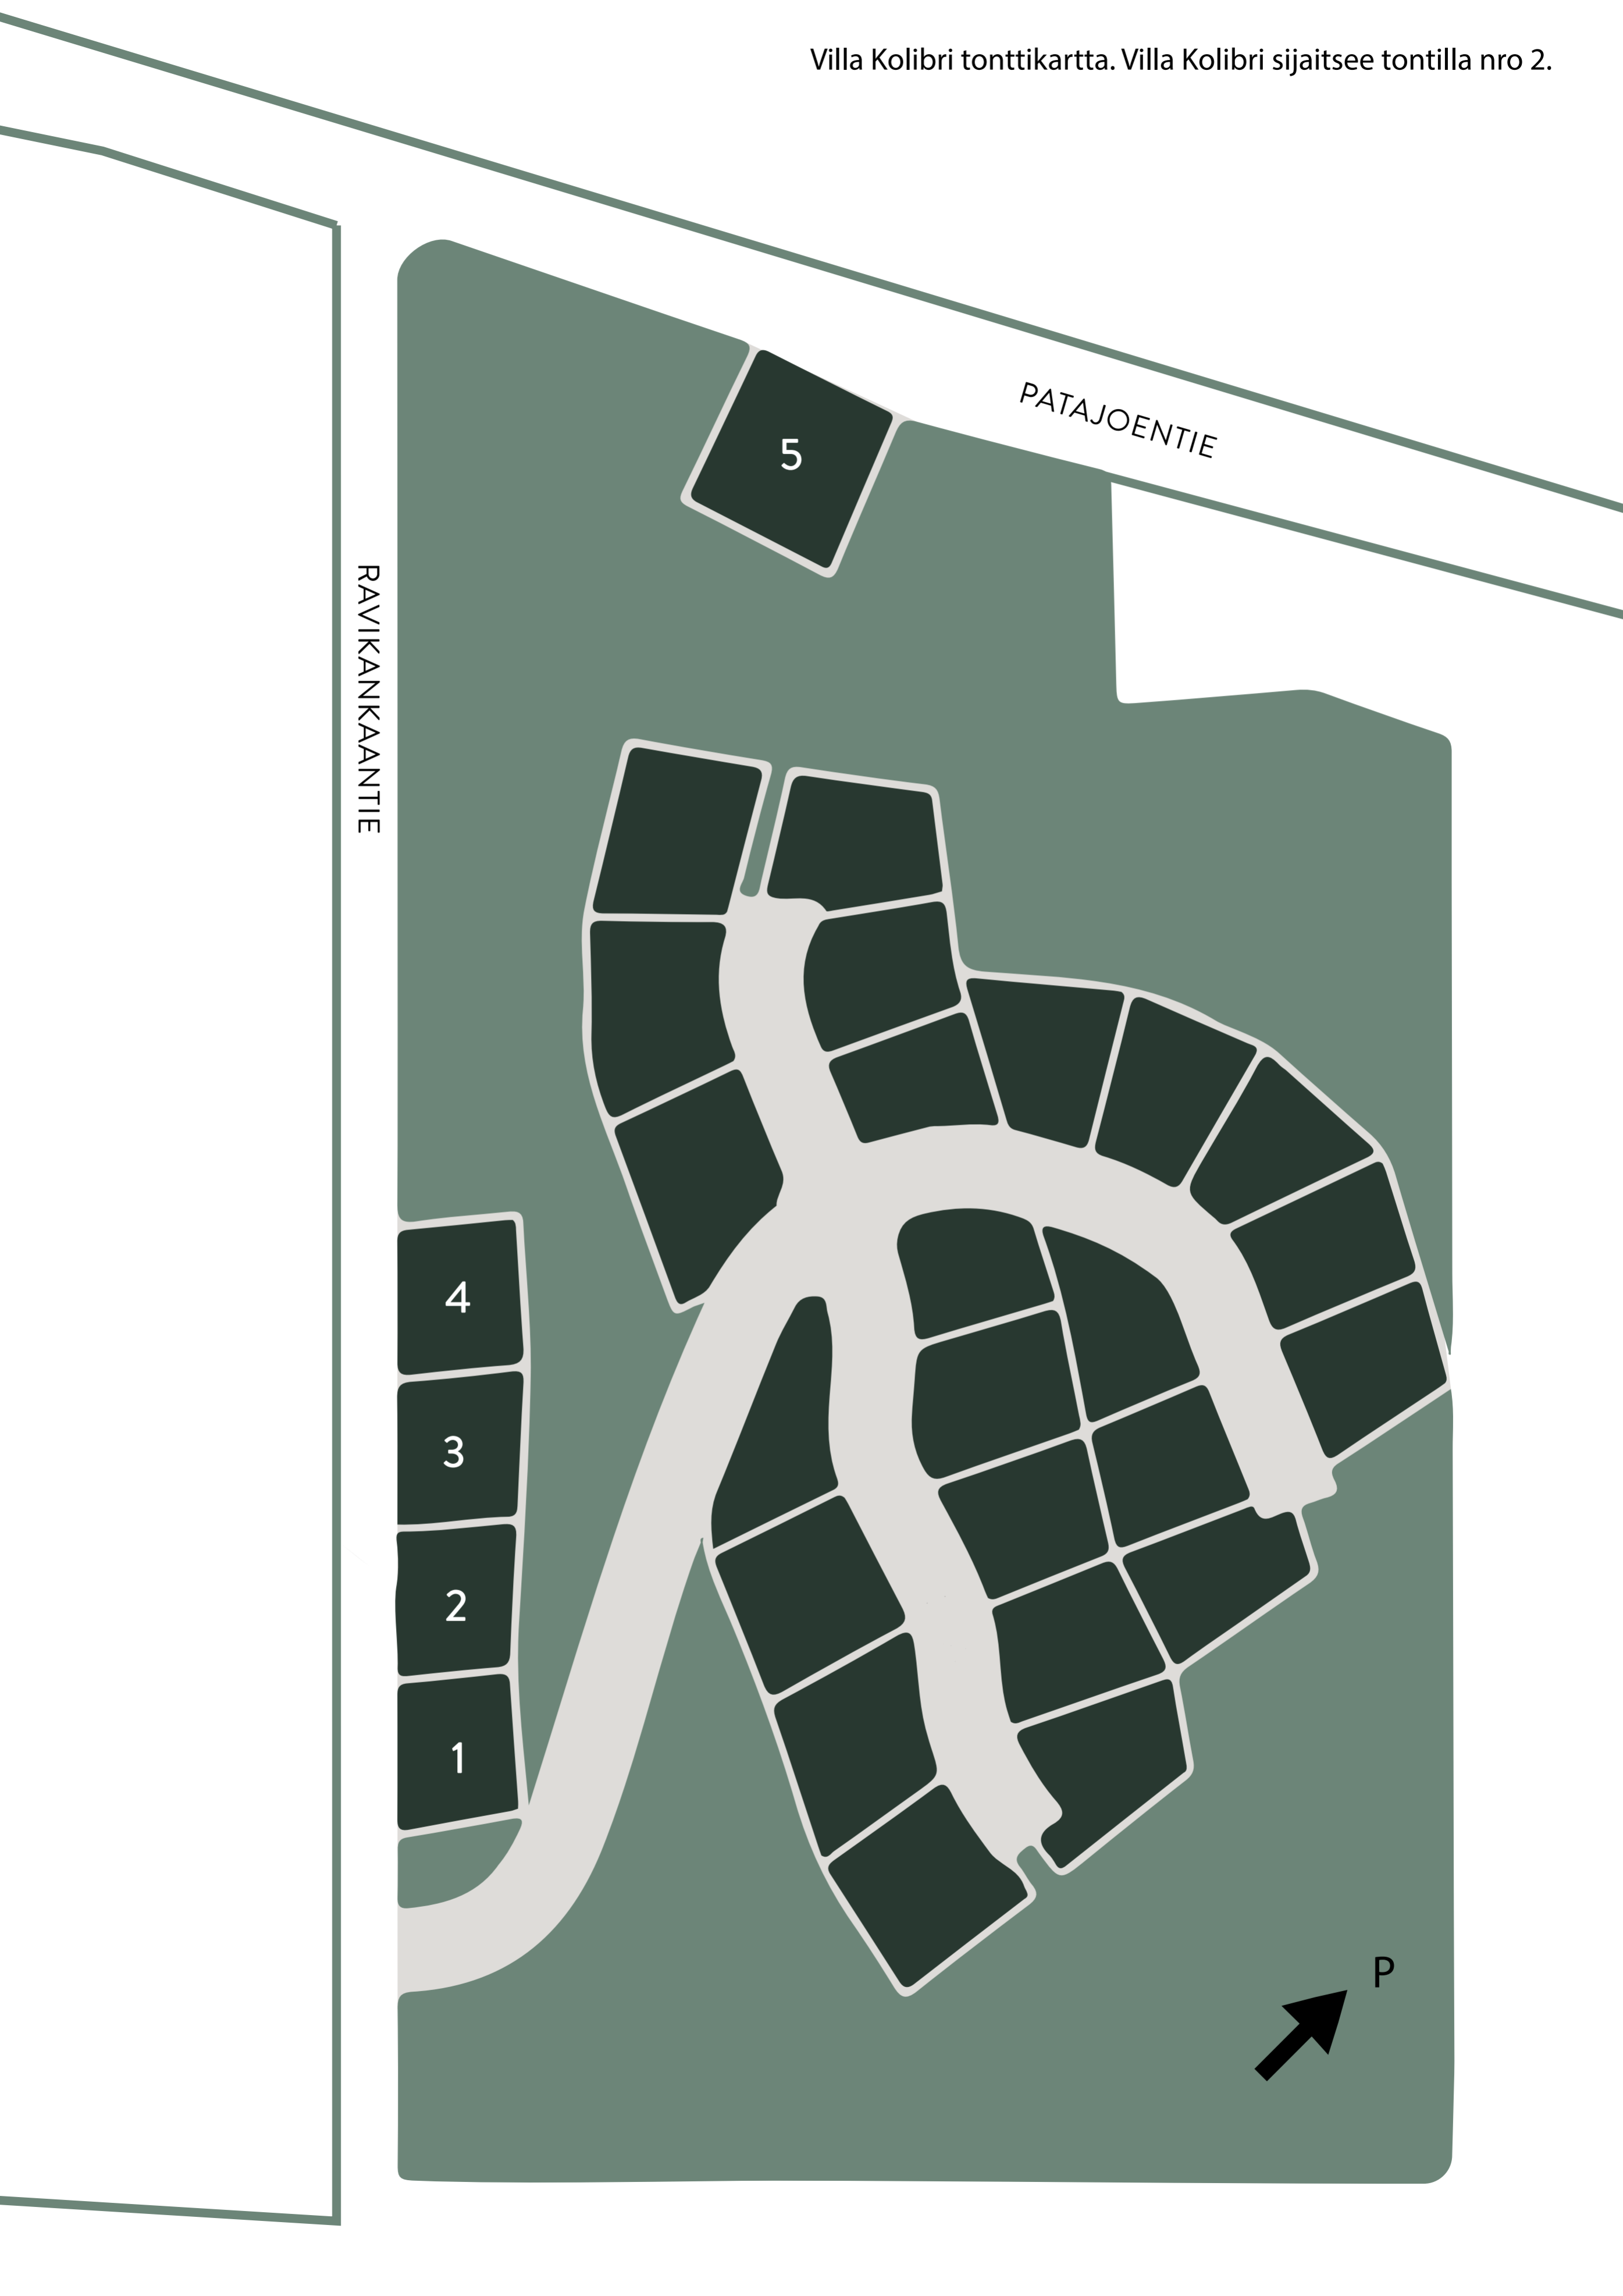 Villa Kolibri tonttikartta. Villa Kolibri sijaitsee tontilla nro 2.
PATAJOENTIE
5
RAVIKANKAANTIE
4
3
2
1
P